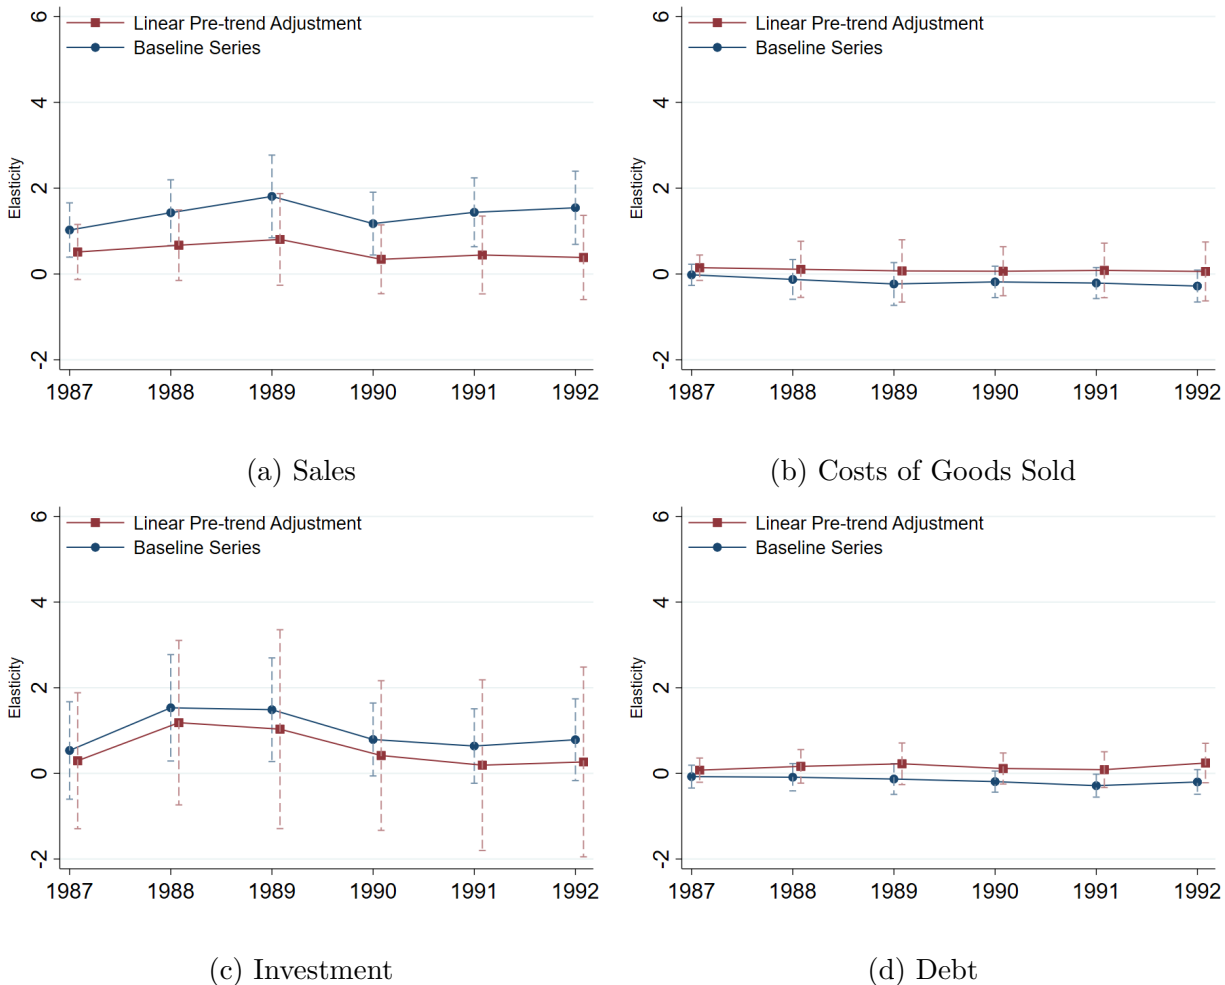 Linear Pre-trend Adjustment
Baseline Series
Elasticity
6
4
2
0
-2
1987 1988 1989 1990 1991 1992
(a) Sales
Linear Pre-trend Adjustment
Baseline Series
Elasticity
6
4
2
0
-2
1987 1988 1989 1990 1991 1992
(b) Costs of Goods Sold
Linear Pre-trend Adjustment
Baseline Series
Elasticity
6
4
2
0
-2
1987 1988 1989 1990 1991 1992
(c) Investment
Linear Pre-trend Adjustment
Baseline Series
Elasticity
6
4
2
0
-2
1987 1988 1989 1990 1991 1992
(d) Debt